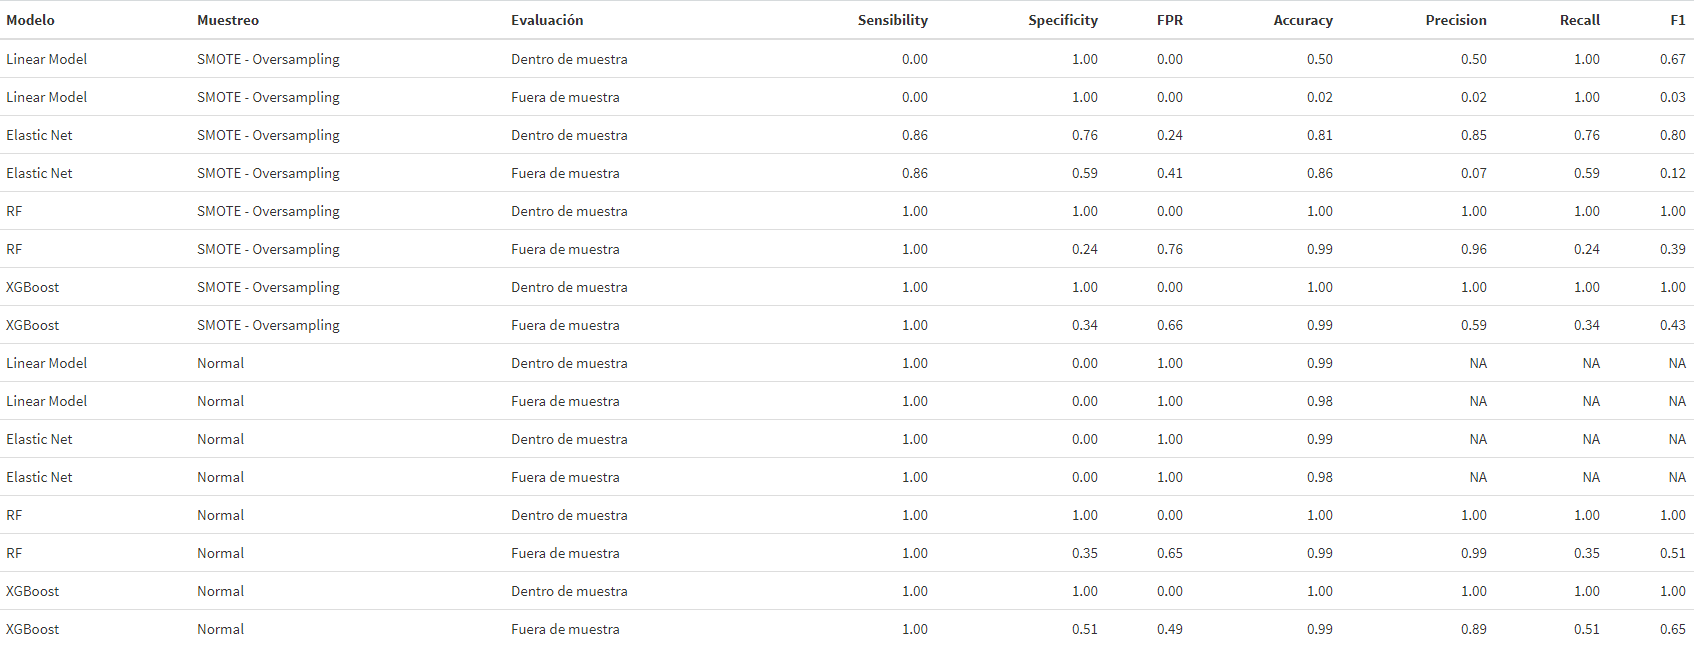 Modelo Muestreo Evaluación Sensibility Specificity FPR Accuracy Precision Recall F1
Linear Model SMOTE - Oversampling Dentro de muestra 0.00 1.00 0.00 0.50 0.50 1.00 0.67
Linear Model SMOTE - Oversampling Fuera de muestra 0.00 1.00 0.00 0.02 0.02 1.00 0.03
Elastic Net SMOTE - Oversampling Dentro de muestra 0.86 0.76 0.24 0.81 0.85 0.76 0.80
Elastic Net SMOTE - Oversampling Fuera de muestra 0.86 0.59 0.41 0.86 0.07 0.59 0.12
RF SMOTE - Oversampling Dentro de muestra 1.00 1.00 0.00 1.00 1.00 1.00 1.00
RF SMOTE - Oversampling Fuera de muestra 1.00 0.24 0.76 0.99 0.96 0.24 0.39
XGBoost SMOTE - Oversampling Dentro de muestra 1.00 1.00 0.00 1.00 1.00 1.00 1.00
XGBoost SMOTE - Oversampling Fuera de muestra 1.00 0.34 0.66 0.99 0.59 0.34 0.43
Linear Model Normal Dentro de muestra 1.00 0.00 1.00 0.99 NA NA NA
Linear Model Normal Fuera de muestra 1.00 0.00 1.00 0.98 NA NA NA
Elastic Net Normal Dentro de muestra 1.00 0.00 1.00 0.99 NA NA NA
Elastic Net Normal Fuera de muestra 1.00 0.00 1.00 0.98 NA NA NA
RF Normal Dentro de muestra 1.00 1.00 0.00 1.00 1.00 1.00 1.00
RF Normal Fuera de muestra 1.00 0.35 0.65 0.99 0.99 0.35 0.51
XGBoost Normal Dentro de muestra 1.00 1.00 0.00 1.00 1.00 1.00 1.00
XGBoost Normal Fuera de muestra 1.00 0.51 0.49 0.99 0.89 0.51 0.65